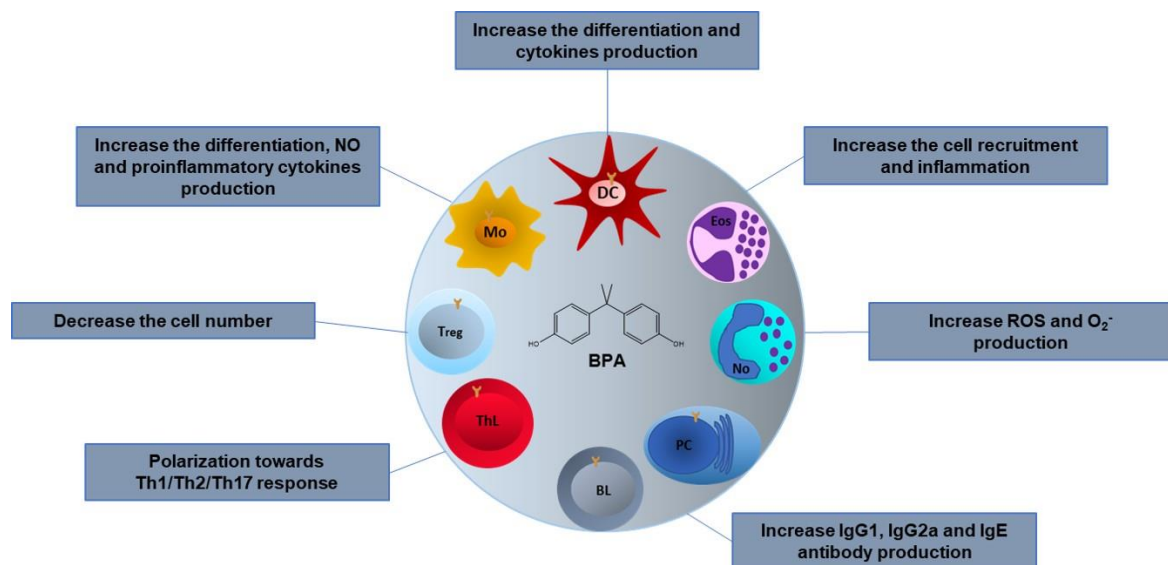 Increase the differentiation and
cytokines production
Increase the differentiation, NO
and proinflammatory cytokines
production
Increase the cell recruitment
and inflammation
DC
Mo
Eos
Decrease the cell number
Treg
HO
OH
BPA
No
Increase ROS and O₂⁻
production
ThL
PC
BL
Polarization towards
Th1/Th2/Th17 response
Increase IgG1, IgG2a and IgE
antibody production